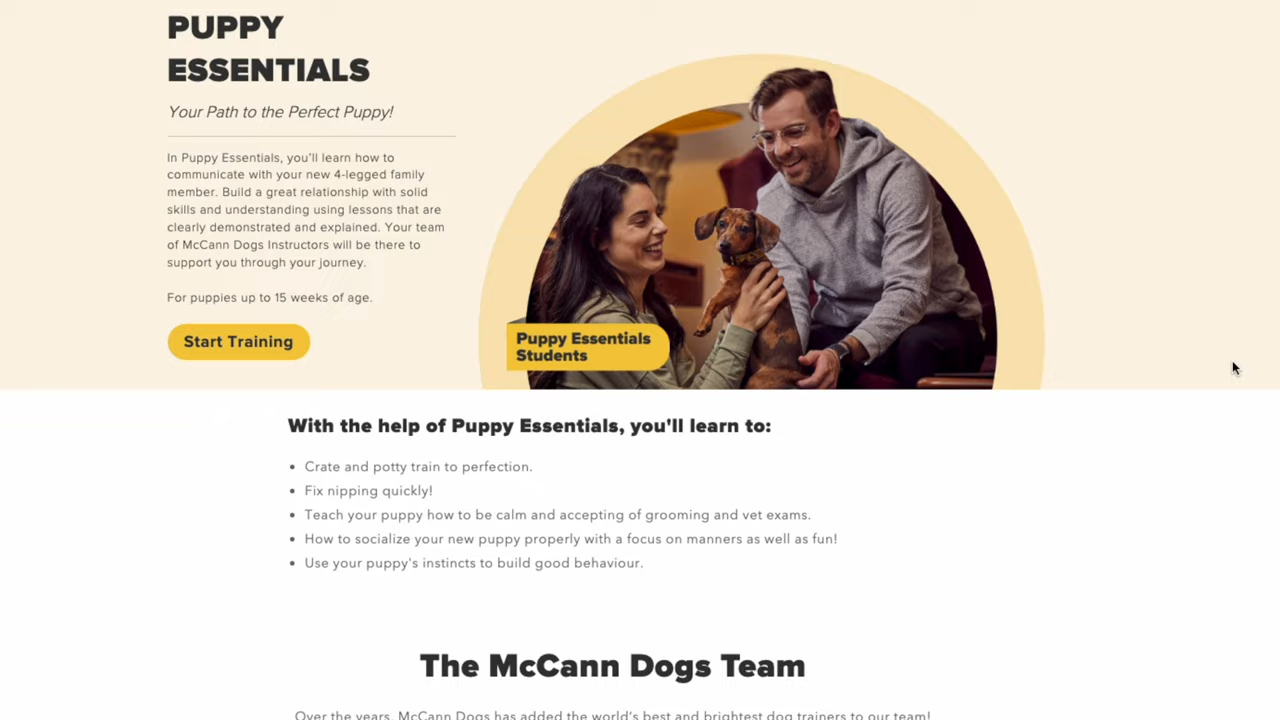 PUPPY
ESSENTIALS
Your Path to the Perfect Puppy!
In Puppy Essentials, you'll learn how to
communicate with your new 4-legged family
member. Build a great relationship with solid
skills and understanding using lessons that are
clearly demonstrated and explained. Your team
of McCann Dogs Instructors will be there to
support you through your journey.
For puppies up to 15 weeks of age.
Start Training
Puppy Essentials
Students
With the help of Puppy Essentials, you'll learn to:
• Crate and potty train to perfection.
• Fix nipping quickly!
• Teach your puppy how to be calm and accepting of grooming and vet exams.
• How to socialize your new puppy properly with a focus on manners as well as fun!
• Use your puppy's instincts to build good behaviour.
The McCann Dogs Team
Over the years, McCann Dogs has added the world's best and brightest dog trainers to our team!